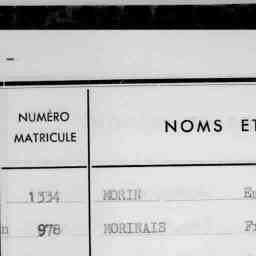 NUMÉRO
MATRICULE
NOMS ET
1334 MORIN
n 978 MORINAIS